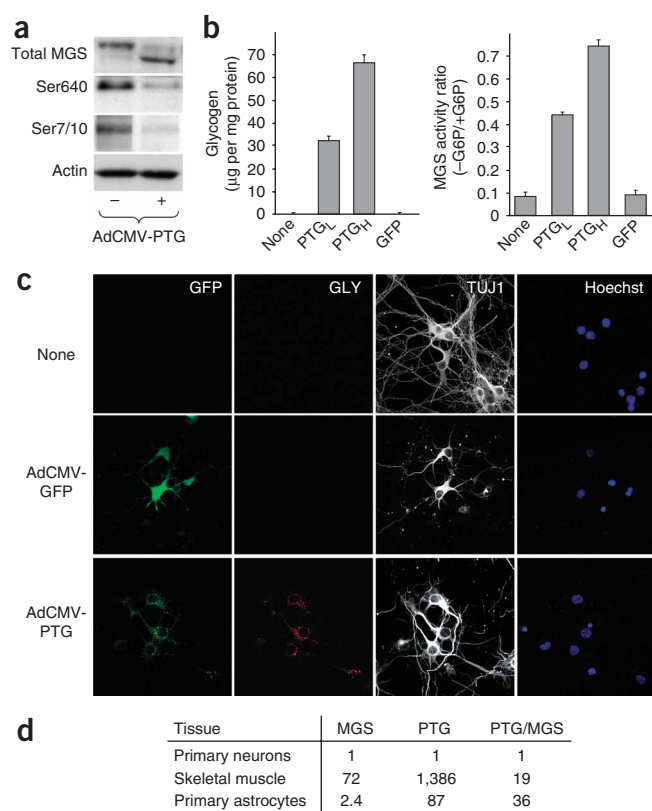 a
Total MGS
Ser640
Ser7/10
Actin
– +
AdCMV-PTG
b
Glycogen
(µg per mg protein)
70
60
50
40
30
20
10
0
None PTGL PTGH GFP
MGS activity ratio
(–G6P/+G6P)
0.7
0.6
0.5
0.4
0.3
0.2
0.1
0
None PTGL PTGH GFP
c
GFP GLY TUJ1 Hoechst
None
AdCMV-
GFP
AdCMV-
PTG
d
Tissue MGS PTG PTG/MGS
Primary neurons 1 1 1
Skeletal muscle 72 1,386 19
Primary astrocytes 2.4 87 36